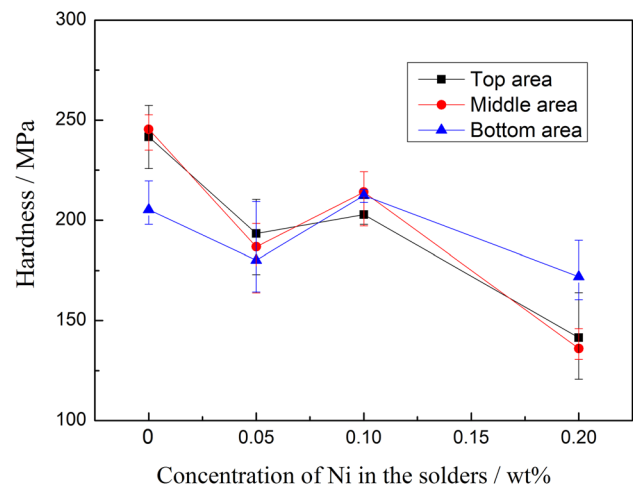 300
250
200
150
100
Hardness / MPa
Top area
Middle area
Bottom area
0 0.05 0.10 0.15 0.20
Concentration of Ni in the solders / wt%